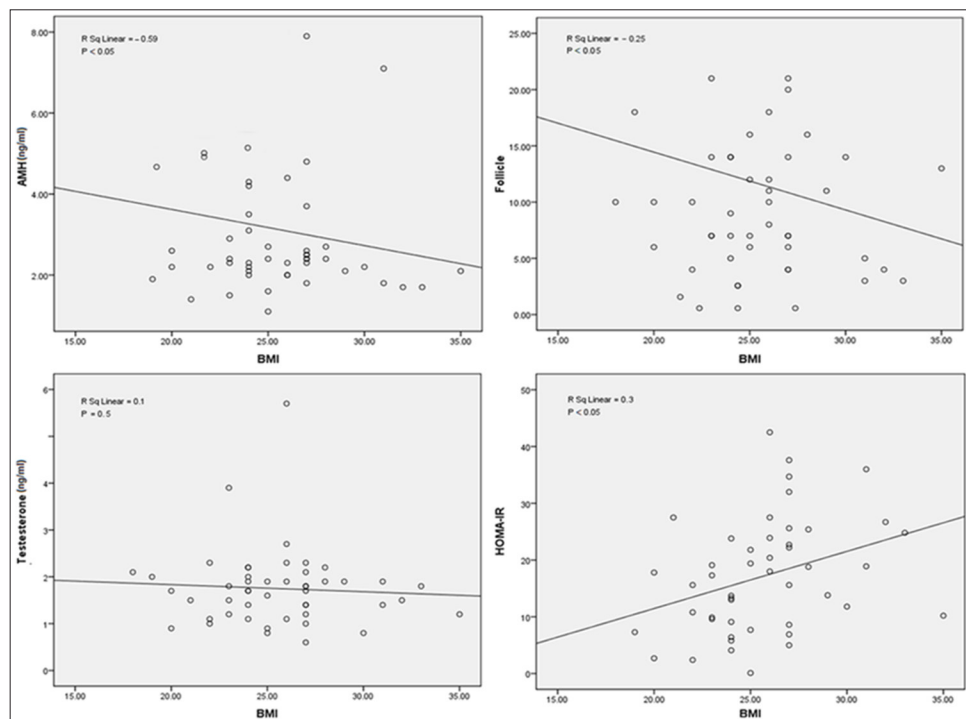 R Sq Linear = -0.59
P < 0.05
8.00
6.00
4.00
2.00
AMH (ng/ml)
15.00 20.00 25.00 30.00 35.00
BMI
R Sq Linear = -0.25
P < 0.05
25.00
20.00
15.00
10.00
5.00
0.00
Follicle
15.00 20.00 25.00 30.00 35.00
BMI
R Sq Linear = 0.1
P = 0.5
6
4
3
2
1
0
Testesterone (ng/ml)
15.00 20.00 25.00 30.00 35.00
BMI
R Sq Linear = 0.3
P < 0.05
50
40
30
20
10
0
HOMA-IR
15.00 20.00 25.00 30.00 35.00
BMI